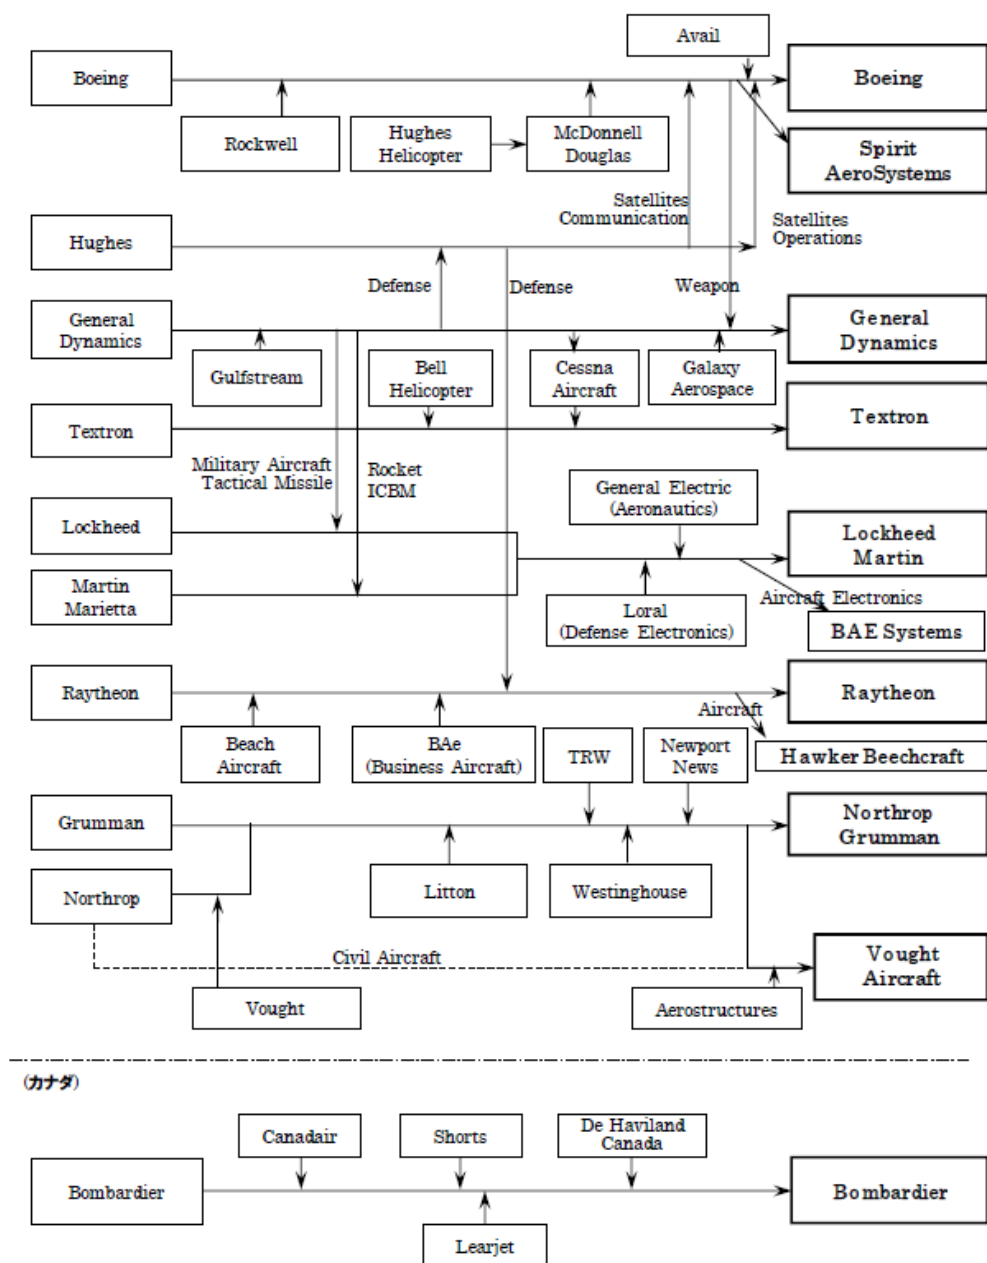 Avail
Boeing
Boeing
Rockwell
Hughes
Helicopter
McDonnell
Douglas
Spirit
AeroSystems
Satellites
Communication
Satellites
Operations
Hughes
Defense
Defense
Weapon
General
Dynamics
General
Dynamics
Gulfstream
Bell
Helicopter
Cessna
Aircraft
Galaxy
Aerospace
Textron
Textron
Military Aircraft
Tactical Missile
Rocket
ICBM
General Electric
(Aeronautics)
Lockheed
Lockheed
Martin
Martin
Marietta
Loral
(Defense Electronics)
Aircraft Electronics
BAE Systems
Raytheon
Raytheon
Aircraft
Beach
Aircraft
BAe
(Business Aircraft)
TRW
Newport
News
Hawker Beechcraft
Grumman
Northrop
Grumman
Northrop
Litton
Westinghouse
Civil Aircraft
Vought
Aircraft
Vought
Aerostructures
(カナダ)
Canadair
Shorts
De Haviland
Canada
Bombardier
Bombardier
Learjet